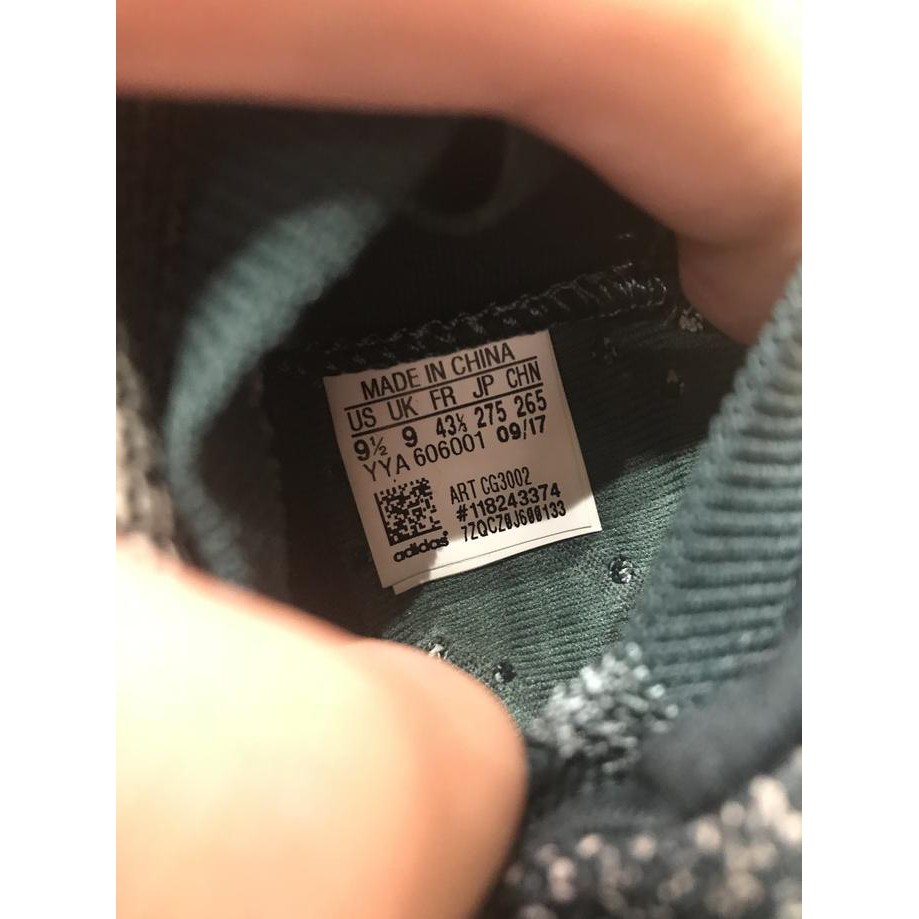 MADE IN CHINA
US UK FR JP CHN
9½ 9 43⅓ 275 265
YYA 606001 09/17
ART CG3002
#118243374
7ZQCZ0J600133
adidas